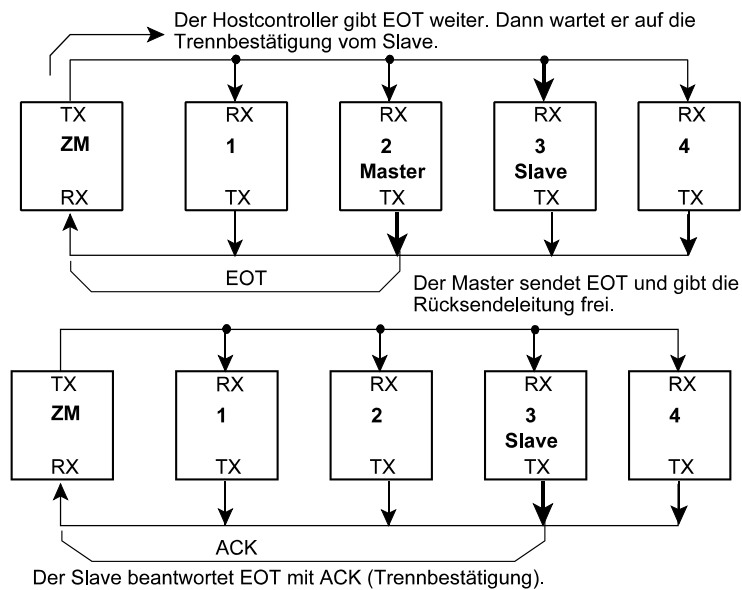 Der Hostcontroller gibt EOT weiter. Dann wartet er auf die
Trennbestätigung vom Slave.
TX RX RX RX RX
ZM 1 2 3 4
Master Slave
RX TX TX TX TX
EOT
Der Master sendet EOT und gibt die
Rücksendeleitung frei.
TX RX RX RX RX
ZM 1 2 3 4
Slave
RX TX TX TX TX
ACK
Der Slave beantwortet EOT mit ACK (Trennbestätigung).